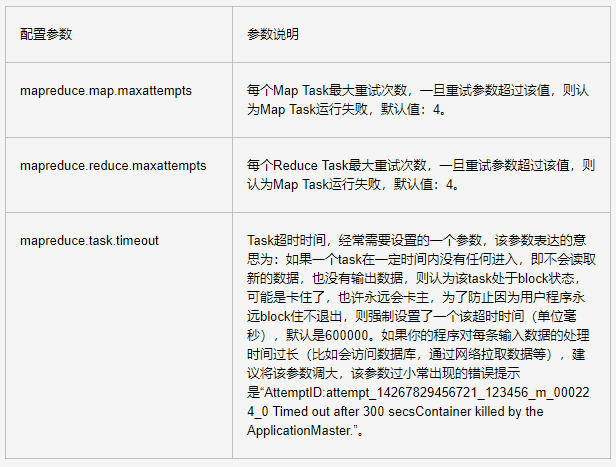 配置参数
参数说明
mapreduce.map.maxattempts
每个Map Task最大重试次数，一旦重试参数超过该值，则认
为Map Task运行失败，默认值：4。
mapreduce.reduce.maxattempts
每个Reduce Task最大重试次数，一旦重试参数超过该值，则
认为Map Task运行失败，默认值：4。
mapreduce.task.timeout
Task超时时间，经常需要设置的一个参数，该参数表达的意
思为：如果一个task在一定时间内没有任何进入，即不会读取
新的数据，也没有输出数据，则认为该task处于block状态，
可能是卡住了，也许永远会卡主，为了防止因为用户程序永
远block住不退出，则强制设置了一个该超时时间（单位毫
秒），默认是600000。如果你的程序对每条输入数据的处理
时间过长（比如会访问数据库，通过网络拉取数据等），建
议将该参数调大，该参数过小常出现的错误提示
是“AttemptID:attempt_14267829456721_123456_m_00022
4_0 Timed out after 300 secsContainer killed by the
ApplicationMaster.”。